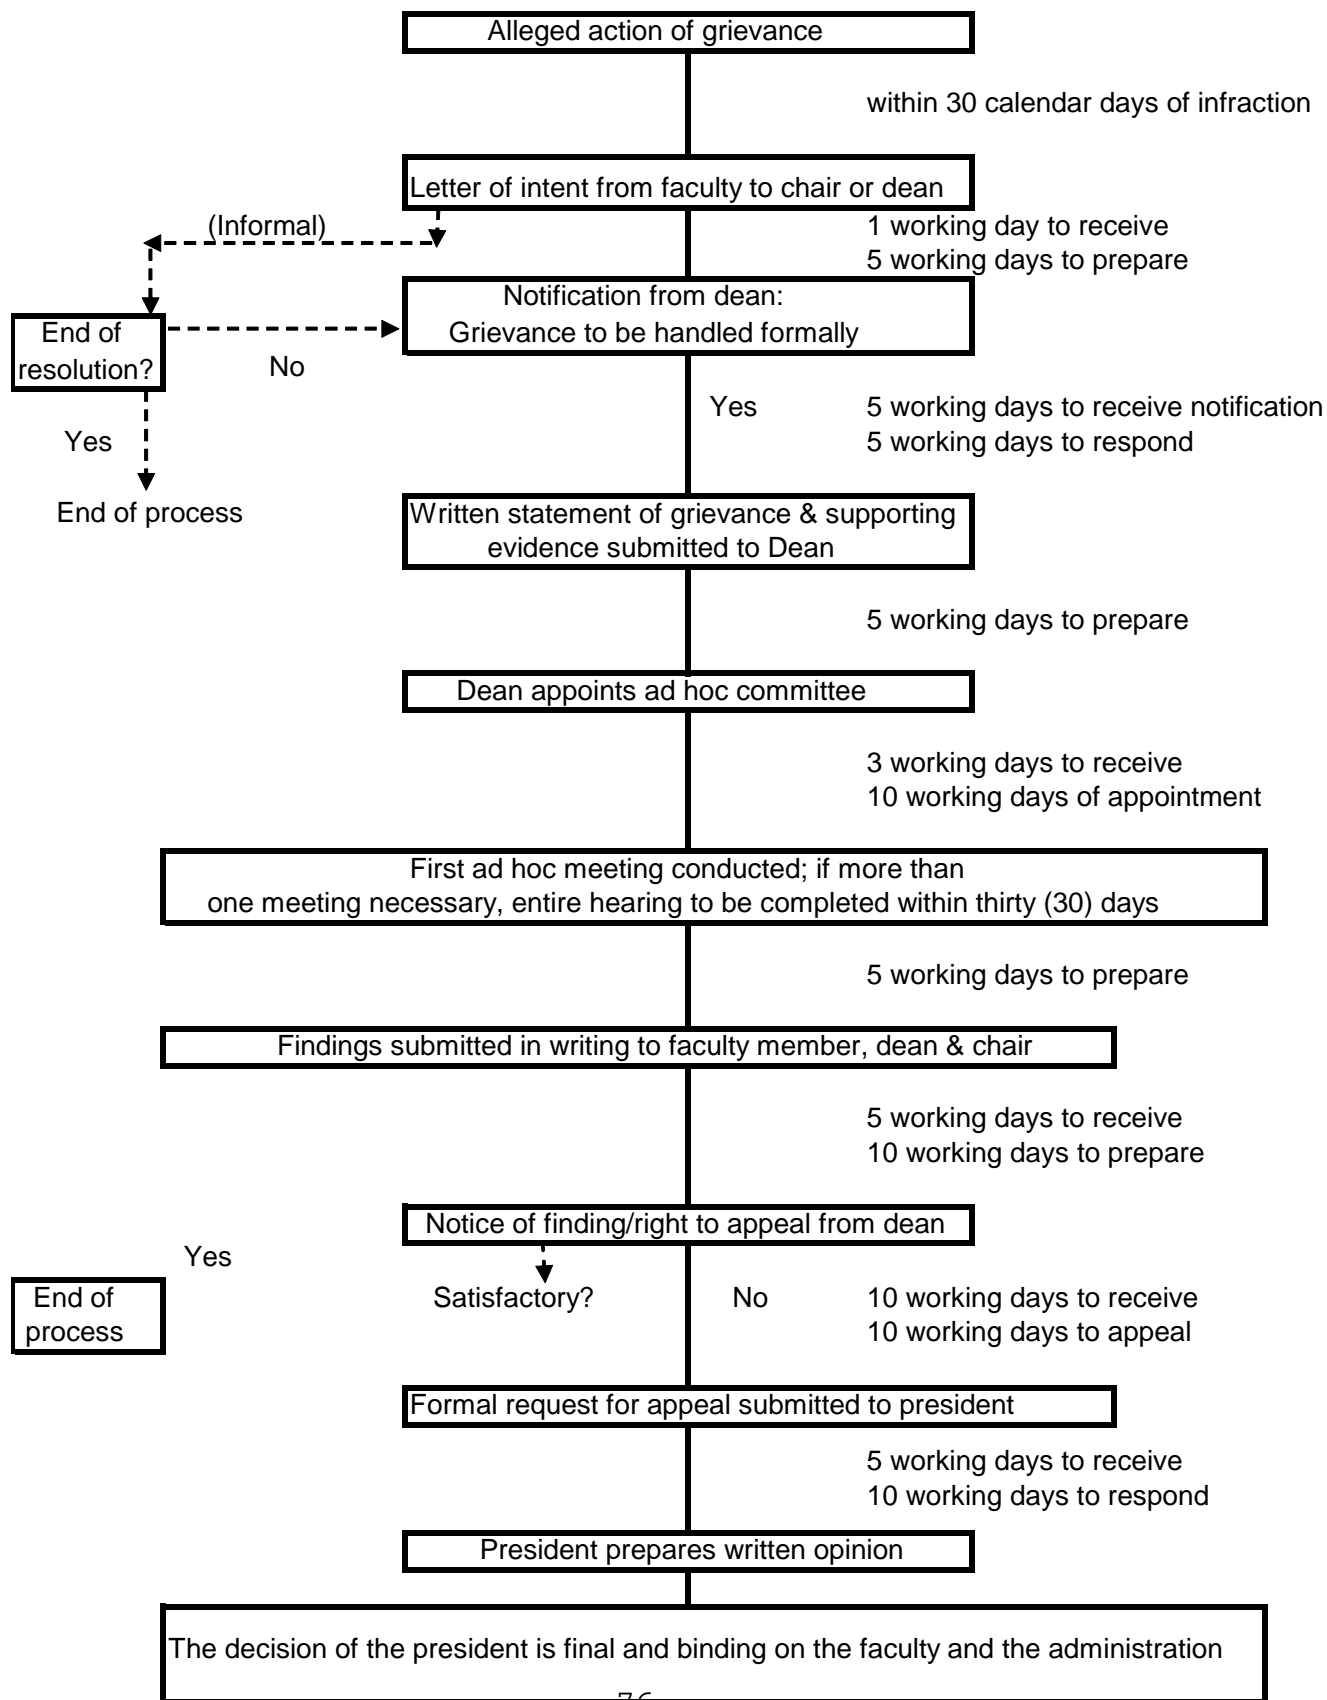 Alleged action of grievance
within 30 calendar days of infraction
Letter of intent from faculty to chair or dean
(Informal)
1 working day to receive
5 working days to prepare
Notification from dean:
Grievance to be handled formally
End of
resolution?
No
Yes
5 working days to receive notification
5 working days to respond
Yes
End of process
Written statement of grievance & supporting
evidence submitted to Dean
5 working days to prepare
Dean appoints ad hoc committee
3 working days to receive
10 working days of appointment
First ad hoc meeting conducted; if more than
one meeting necessary, entire hearing to be completed within thirty (30) days
5 working days to prepare
Findings submitted in writing to faculty member, dean & chair
5 working days to receive
10 working days to prepare
Notice of finding/right to appeal from dean
Yes
End of
process
Satisfactory?
No
10 working days to receive
10 working days to appeal
Formal request for appeal submitted to president
5 working days to receive
10 working days to respond
President prepares written opinion
The decision of the president is final and binding on the faculty and the administration